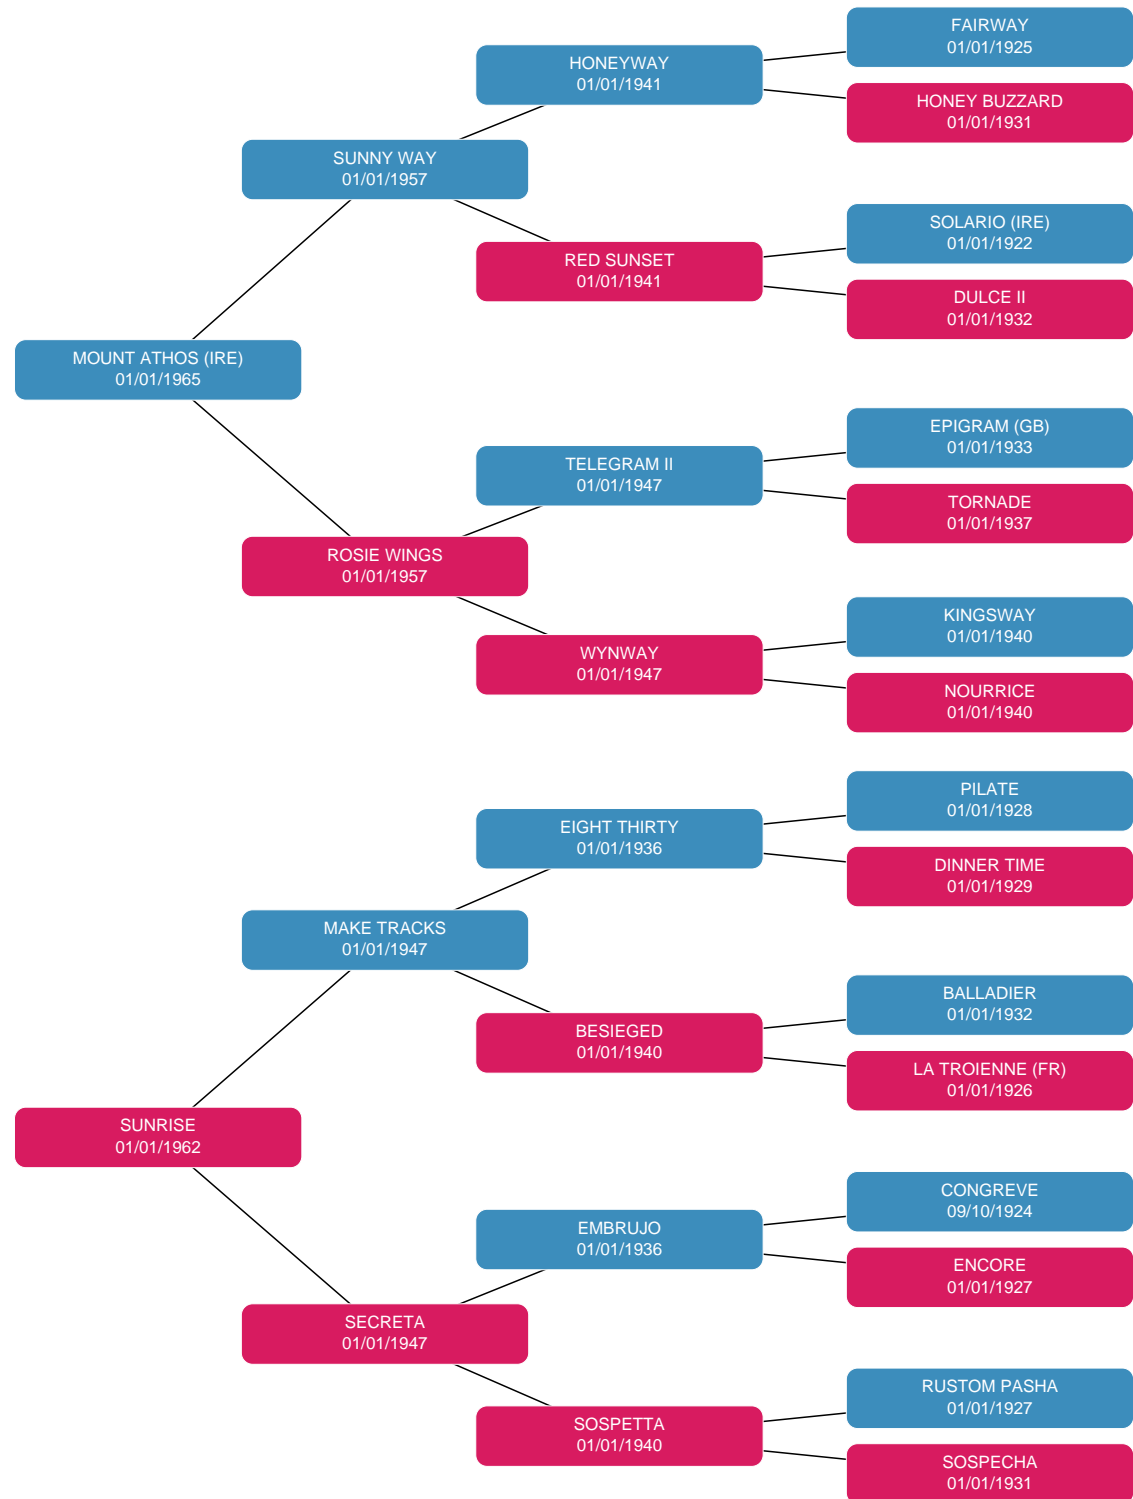 FAIRWAY
01/01/1925
HONEYWAY
01/01/1941
HONEY BUZZARD
01/01/1931
SUNNY WAY
01/01/1957
SOLARIO (IRE)
01/01/1922
RED SUNSET
01/01/1941
DULCE II
01/01/1932
MOUNT ATHOS (IRE)
01/01/1965
EPIGRAM (GB)
01/01/1933
TELEGRAM II
01/01/1947
TORNADE
01/01/1937
ROSIE WINGS
01/01/1957
KINGSWAY
01/01/1940
WYNWAY
01/01/1947
NOURRICE
01/01/1940
PILATE
01/01/1928
EIGHT THIRTY
01/01/1936
DINNER TIME
01/01/1929
MAKE TRACKS
01/01/1947
BALLADIER
01/01/1932
BESIEGED
01/01/1940
LA TROIENNE (FR)
01/01/1926
SUNRISE
01/01/1962
CONGREVE
09/10/1924
EMBRUJO
01/01/1936
ENCORE
01/01/1927
SECRETA
01/01/1947
RUSTOM PASHA
01/01/1927
SOSPETTA
01/01/1940
SOSPECHA
01/01/1931